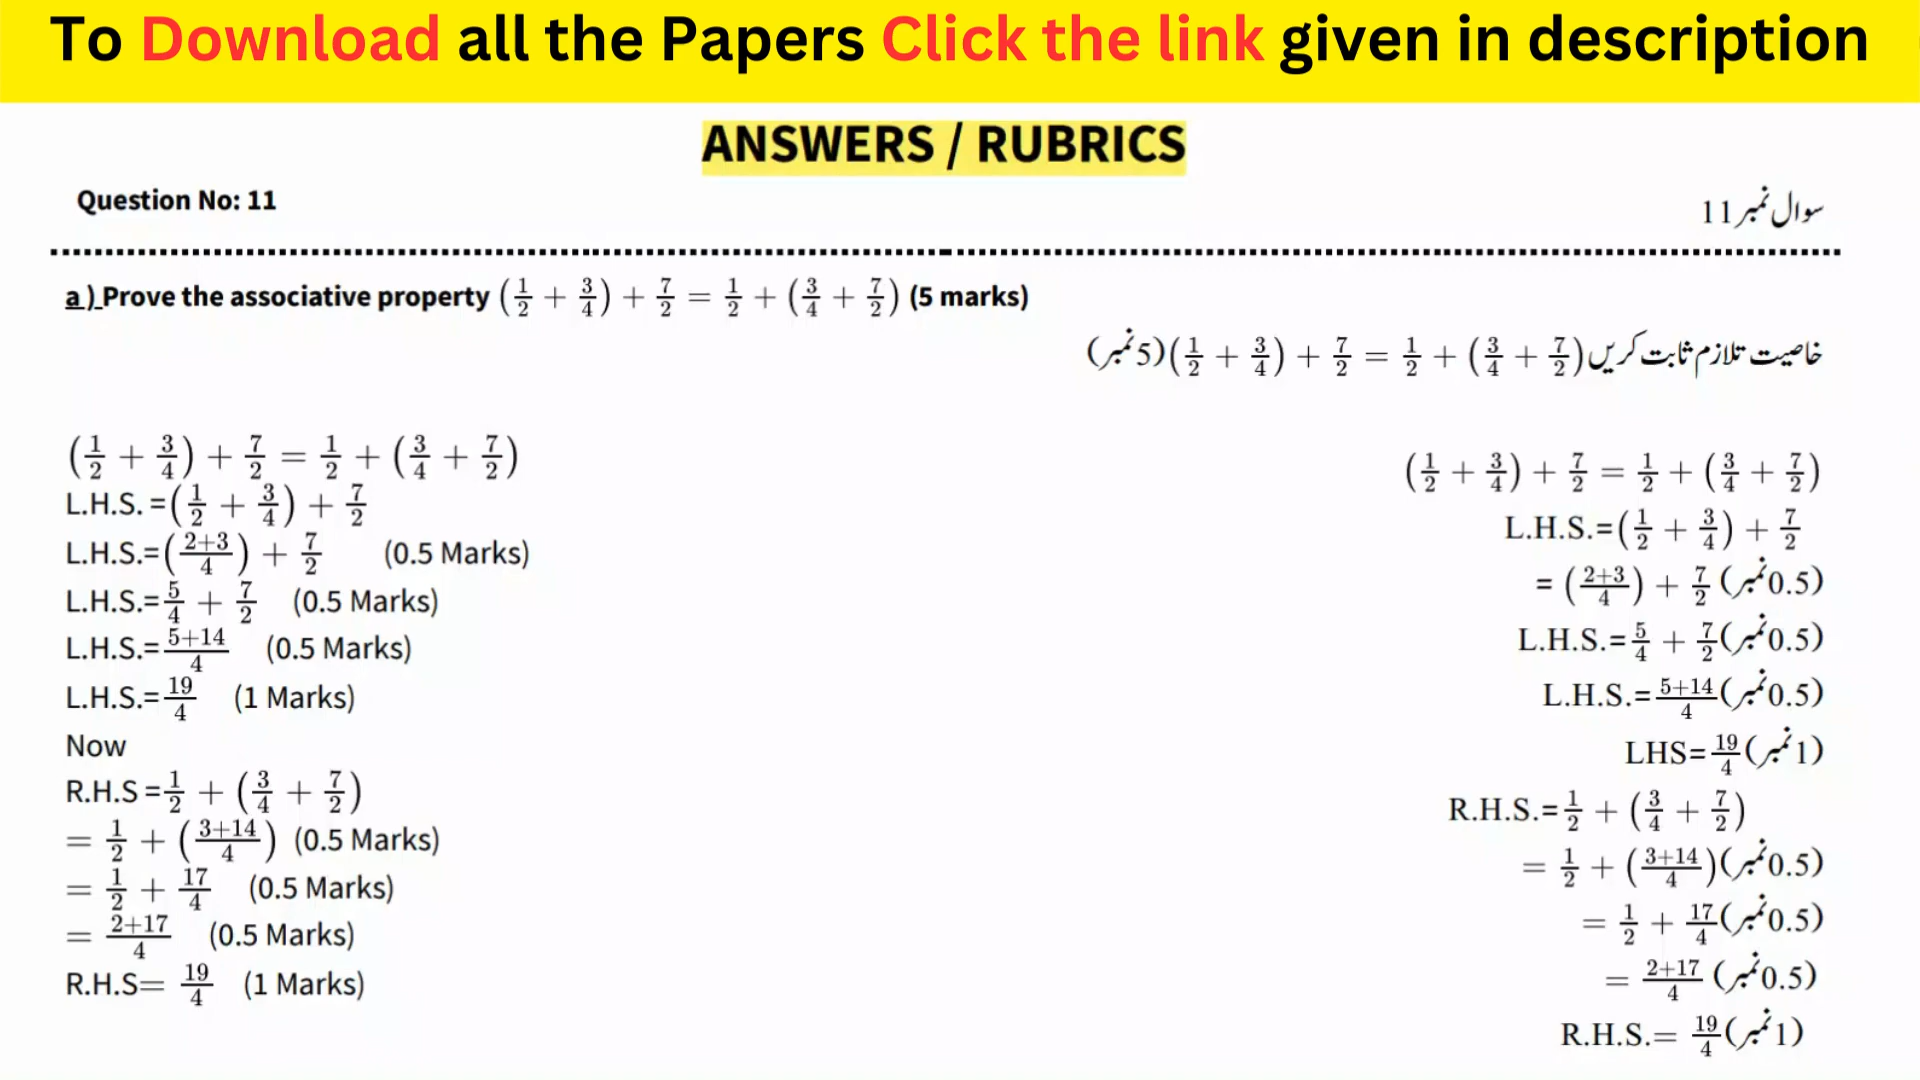 To Download all the Papers Click the link given in description
ANSWERS / RUBRICS
Question No: 11
سوال نمبر 11
a ) Prove the associative property (1/2 + 3/4) + 7/2 = 1/2 + (3/4 + 7/2) (5 marks)
خاصیت تلازم ثابت کریں (1/2 + 3/4) + 7/2 = 1/2 + (3/4 + 7/2) (5 نمبر)
(1/2 + 3/4) + 7/2 = 1/2 + (3/4 + 7/2)
L.H.S. =(1/2 + 3/4) + 7/2
L.H.S.=((2+3)/4) + 7/2 (0.5 Marks)
L.H.S.=5/4 + 7/2 (0.5 Marks)
L.H.S.=(5+14)/4 (0.5 Marks)
L.H.S.=19/4 (1 Marks)
Now
R.H.S =1/2 + (3/4 + 7/2)
= 1/2 + ((3+14)/4) (0.5 Marks)
= 1/2 + 17/4 (0.5 Marks)
= (2+17)/4 (0.5 Marks)
R.H.S= 19/4 (1 Marks)
(1/2 + 3/4) + 7/2 = 1/2 + (3/4 + 7/2)
L.H.S.=(1/2 + 3/4) + 7/2
= ((2+3)/4) + 7/2 (0.5 نمبر)
L.H.S.=5/4 + 7/2 (0.5 نمبر)
L.H.S.=(5+14)/4 (0.5 نمبر)
LHS=19/4 (1 نمبر)
R.H.S.=1/2 + (3/4 + 7/2)
= 1/2 + ((3+14)/4) (0.5 نمبر)
= 1/2 + 17/4 (0.5 نمبر)
= (2+17)/4 (0.5 نمبر)
R.H.S.= 19/4 (1 نمبر)